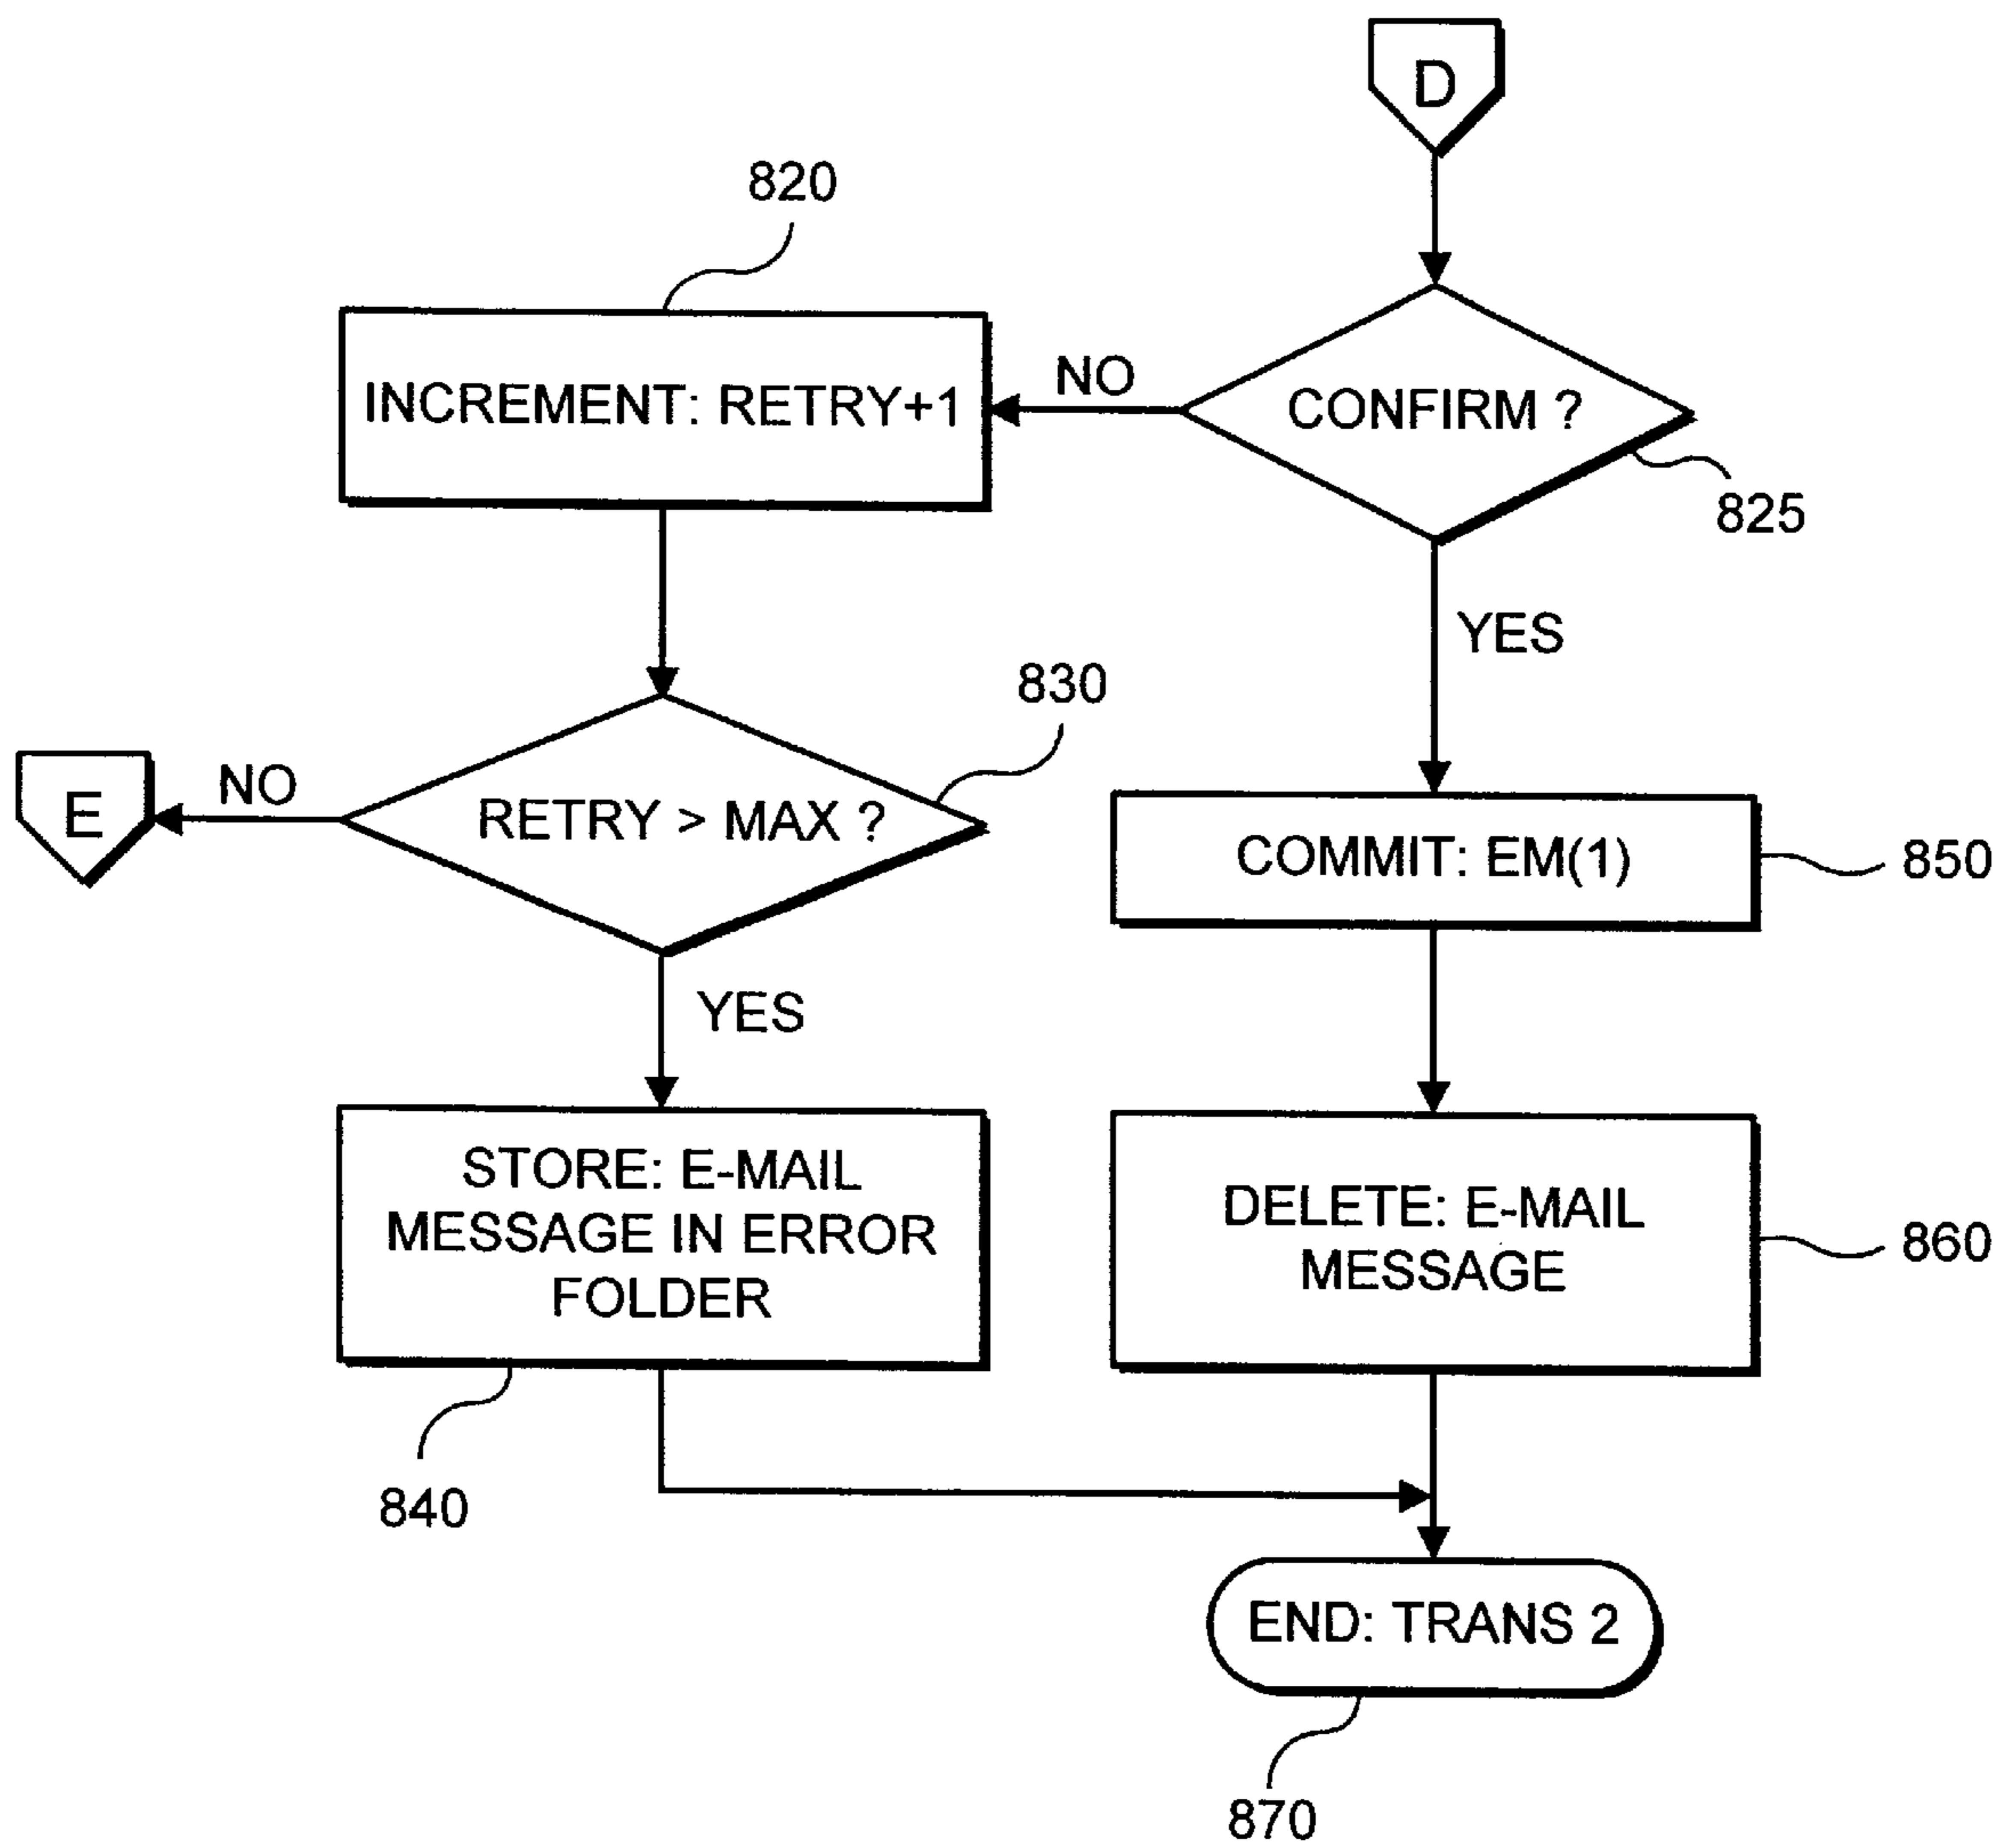 D
820
INCREMENT: RETRY+1
NO
CONFIRM ?
825
YES
830
E
NO
RETRY > MAX ?
COMMIT: EM(1)
850
YES
STORE: E-MAIL
MESSAGE IN ERROR
FOLDER
DELETE: E-MAIL
MESSAGE
860
840
END: TRANS 2
870